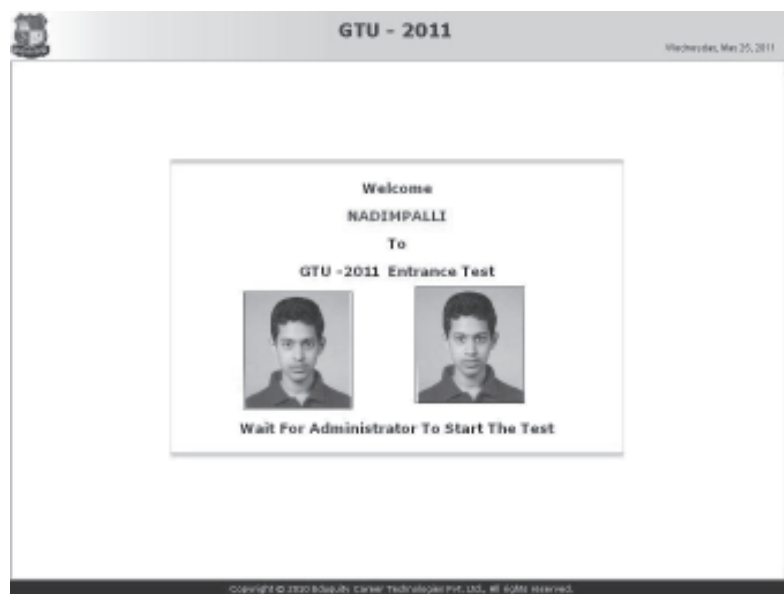 GTU - 2011
Wednesday, May 25, 2011
Welcome
NADIMPALLI
To
GTU -2011 Entrance Test
Wait For Administrator To Start The Test
Copyright © 2010 Eduquity Career Technologies Pvt. Ltd., All rights reserved.